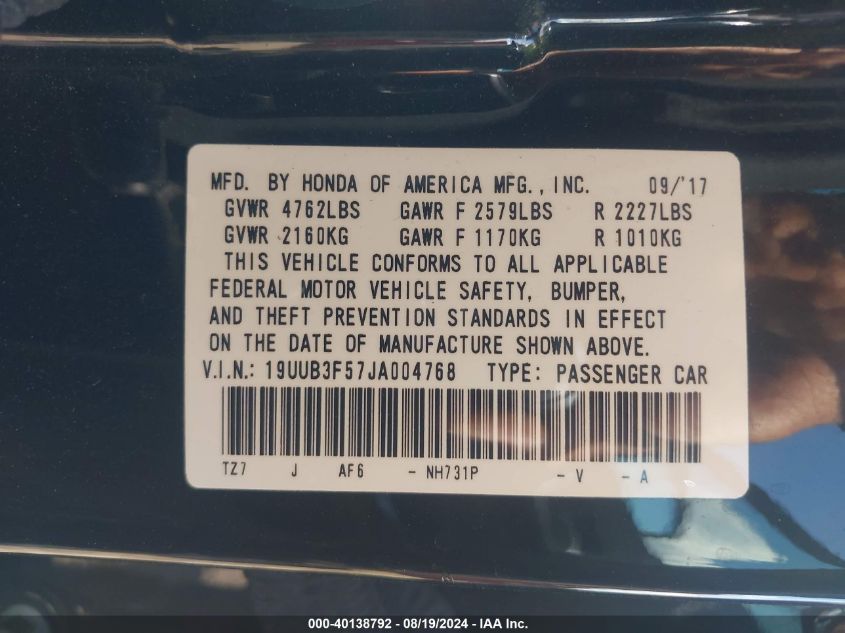 MFD. BY HONDA OF AMERICA MFG., INC. 09/'17
GVWR 4762LBS GAWR F 2579LBS R 2227LBS
GVWR 2160KG GAWR F 1170KG R 1010KG
THIS VEHICLE CONFORMS TO ALL APPLICABLE
FEDERAL MOTOR VEHICLE SAFETY, BUMPER,
AND THEFT PREVENTION STANDARDS IN EFFECT
ON THE DATE OF MANUFACTURE SHOWN ABOVE.
V.I.N.: 19UUB3F57JA004768 TYPE: PASSENGER CAR
TZ7 J AF6 - NH731P - V - A
000-40138792 - 08/19/2024 - IAA Inc.